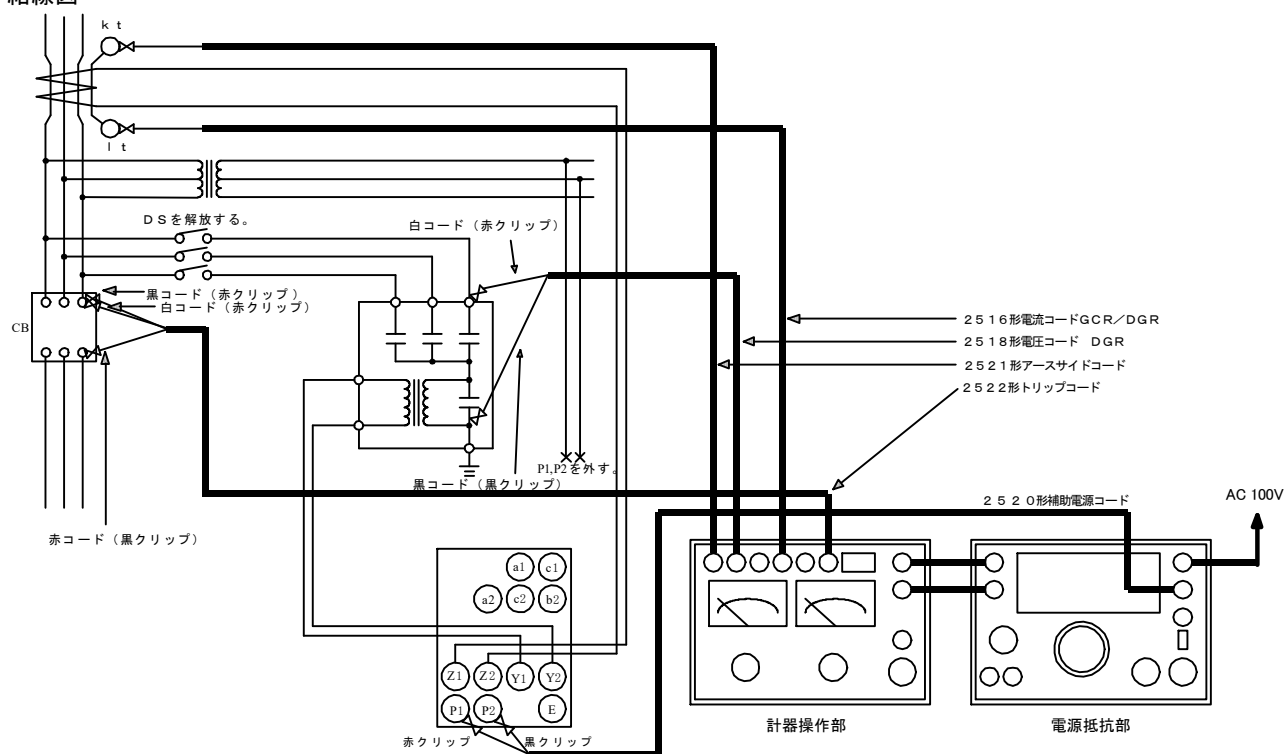 結線図
k t
l t
DSを解放する。
白コード（赤クリップ）
黒コード（赤クリップ）
白コード（赤クリップ）
CB
2516形電流コードGCR／DGR
2518形電圧コード DGR
2521形アースサイドコード
2522形トリップコード
P1,P2を外す。
黒コード（黒クリップ）
2520形補助電源コード
AC 100V
赤コード（黒クリップ）
a1 c1
a2 c2 b2
Z1 Z2 Y1 Y2
P1 P2 E
赤クリップ
黒クリップ
計器操作部
電源抵抗部